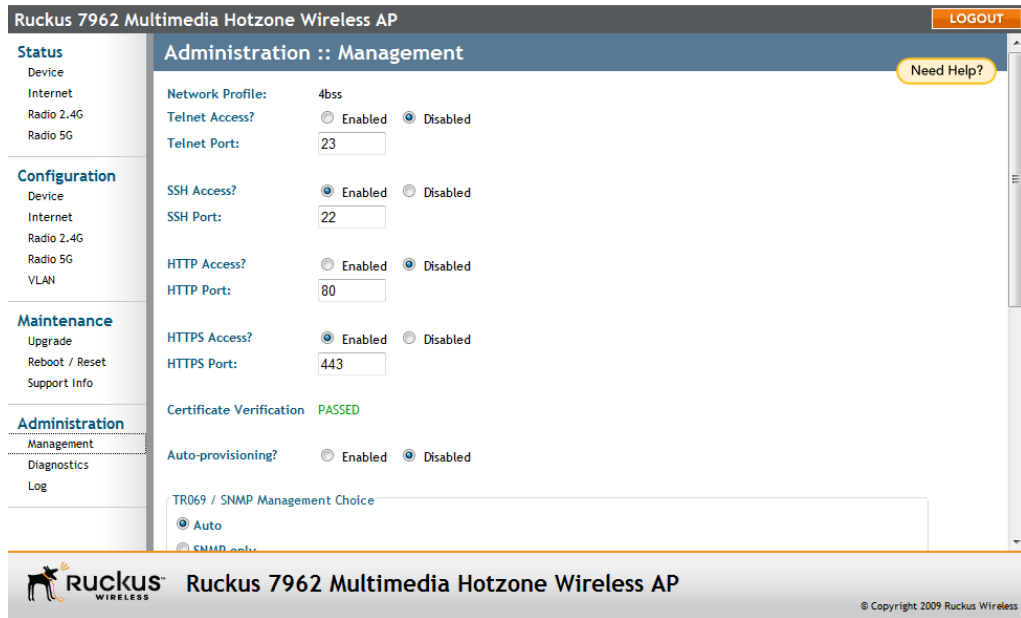 Ruckus 7962 Multimedia Hotzone Wireless AP
LOGOUT
Status
Device
Internet
Radio 2.4G
Radio 5G
Configuration
Device
Internet
Radio 2.4G
Radio 5G
VLAN
Maintenance
Upgrade
Reboot / Reset
Support Info
Administration
Management
Diagnostics
Log
Administration :: Management
Need Help?
Network Profile: 4bss
Telnet Access? Enabled Disabled
Telnet Port: 23
SSH Access? Enabled Disabled
SSH Port: 22
HTTP Access? Enabled Disabled
HTTP Port: 80
HTTPS Access? Enabled Disabled
HTTPS Port: 443
Certificate Verification PASSED
Auto-provisioning? Enabled Disabled
TR069 / SNMP Management Choice
Auto
SNMP only
Ruckus WIRELESS
Ruckus 7962 Multimedia Hotzone Wireless AP
© Copyright 2009 Ruckus Wireless